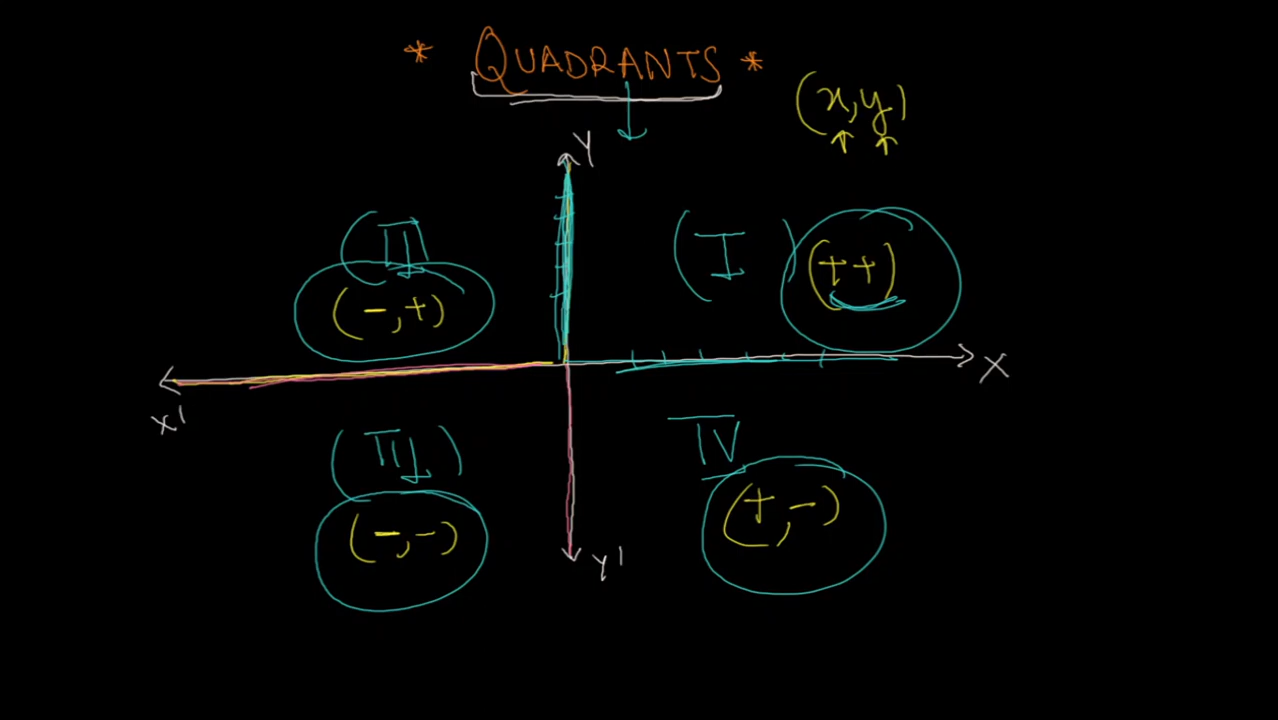 * QUADRANTS *
(x,y)
Y
(II)
(I) (++)
(-,+)
X
X'
(III)
IV
(-,-)
(+,-)
Y'